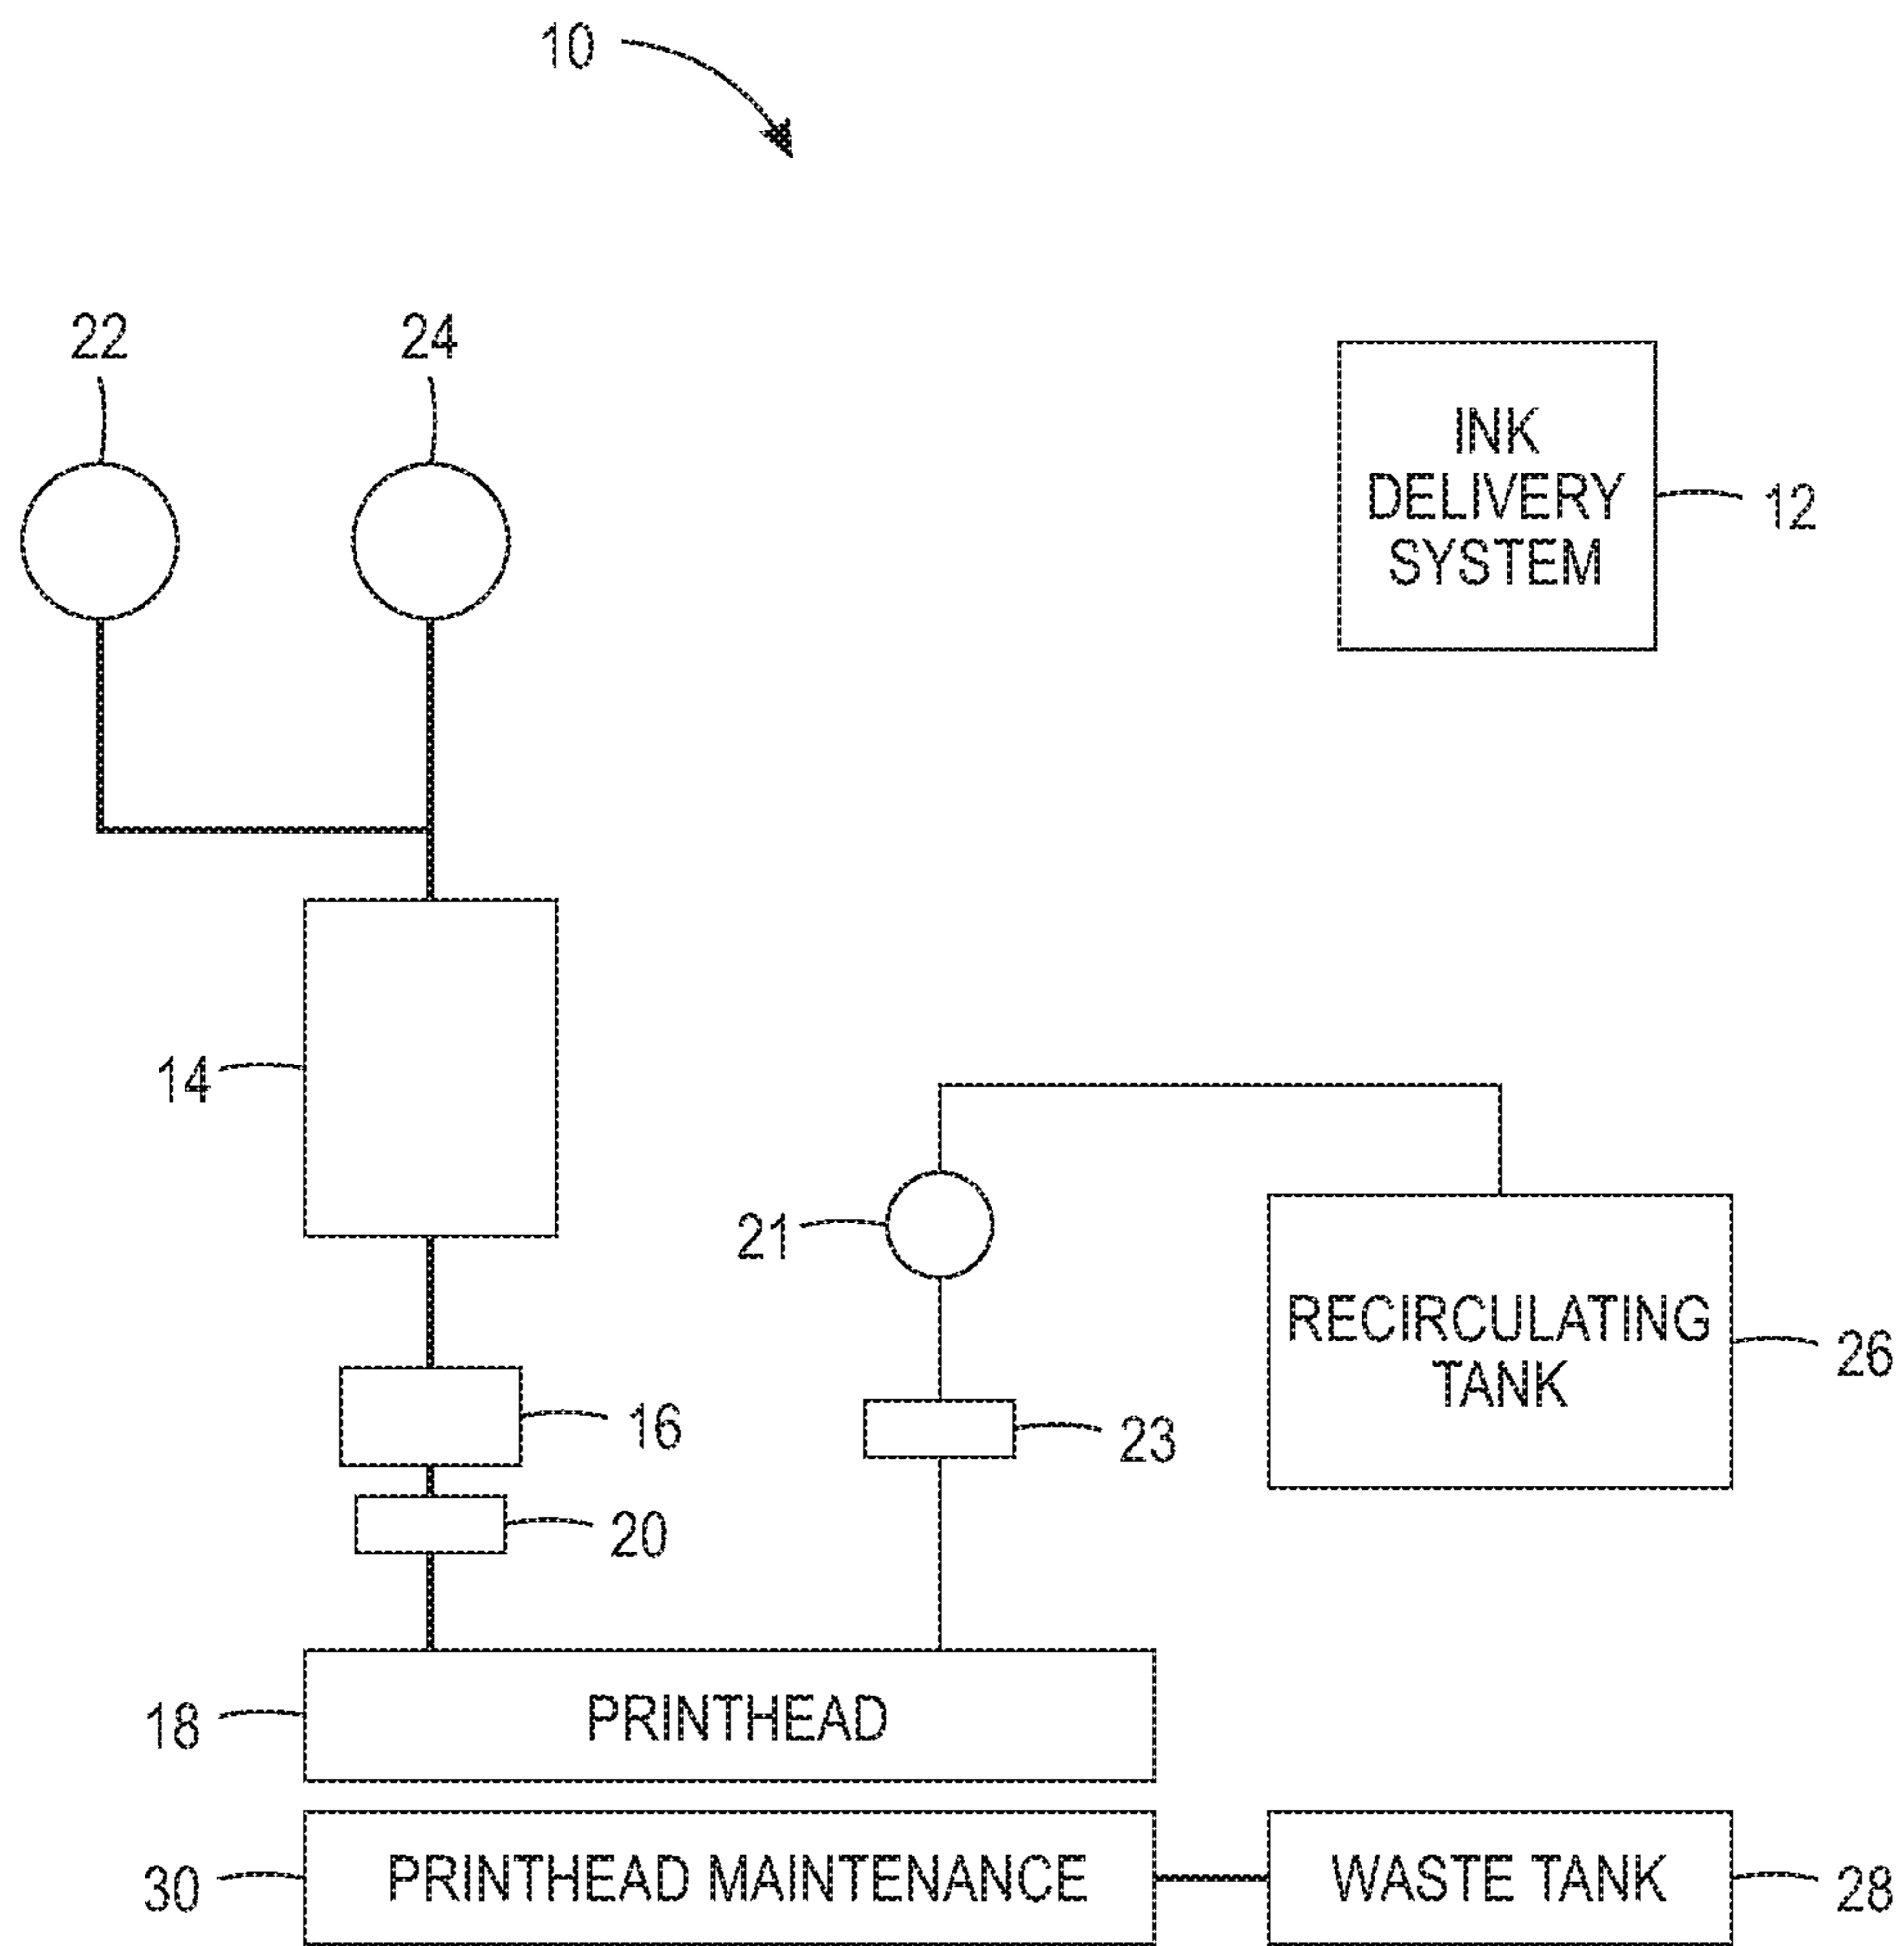 10
22
24
INK
DELIVERY
SYSTEM
12
14
21
RECIRCULATING
TANK
26
16
23
20
18
PRINTHEAD
30
PRINTHEAD MAINTENANCE
WASTE TANK
28